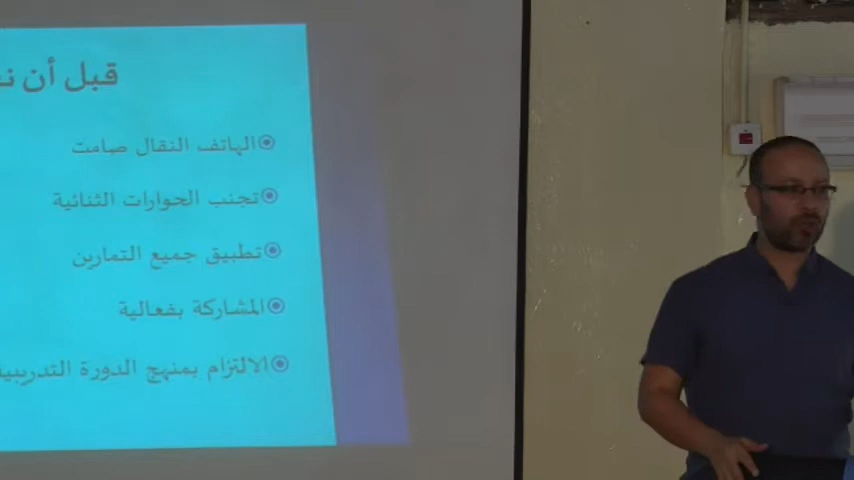 قبل أن
الهاتف النقال صامت
تجنب الحوارات الثنائية
تطبيق جميع التمارين
المشاركة بفعالية
الالتزام بمنهج الدورة التدريبية